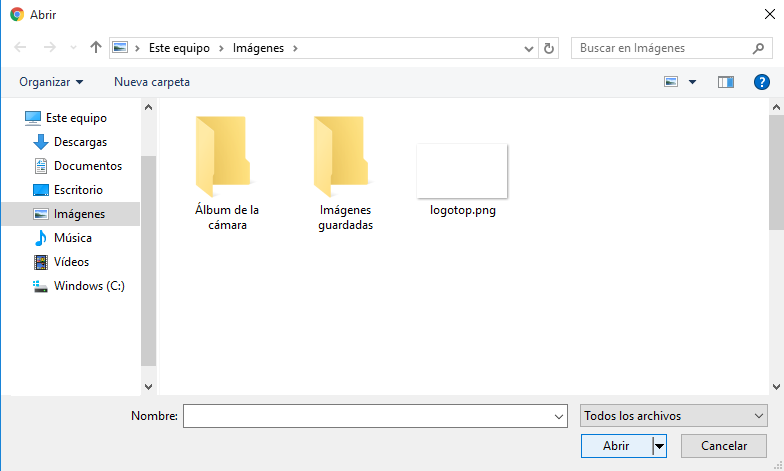 Abrir
Este equipo > Imágenes >
Buscar en Imágenes
Organizar
Nueva carpeta
?
Este equipo
Descargas
Documentos
Escritorio
Imágenes
Música
Vídeos
Windows (C:)
Álbum de la
cámara
Imágenes
guardadas
logotop.png
Nombre:
Todos los archivos
Abrir
Cancelar